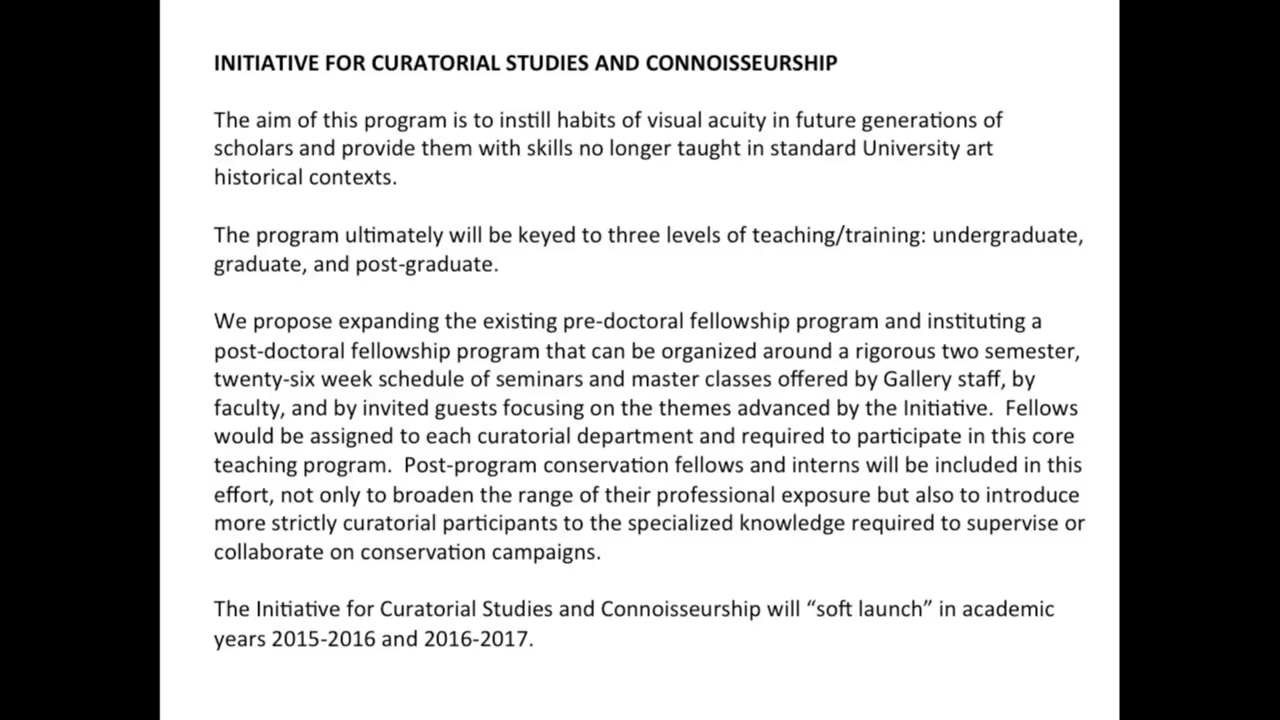 INITIATIVE FOR CURATORIAL STUDIES AND CONNOISSEURSHIP
The aim of this program is to instill habits of visual acuity in future generations of
scholars and provide them with skills no longer taught in standard University art
historical contexts.
The program ultimately will be keyed to three levels of teaching/training: undergraduate,
graduate, and post-graduate.
We propose expanding the existing pre-doctoral fellowship program and instituting a
post-doctoral fellowship program that can be organized around a rigorous two semester,
twenty-six week schedule of seminars and master classes offered by Gallery staff, by
faculty, and by invited guests focusing on the themes advanced by the Initiative.  Fellows
would be assigned to each curatorial department and required to participate in this core
teaching program.  Post-program conservation fellows and interns will be included in this
effort, not only to broaden the range of their professional exposure but also to introduce
more strictly curatorial participants to the specialized knowledge required to supervise or
collaborate on conservation campaigns.
The Initiative for Curatorial Studies and Connoisseurship will “soft launch” in academic
years 2015-2016 and 2016-2017.